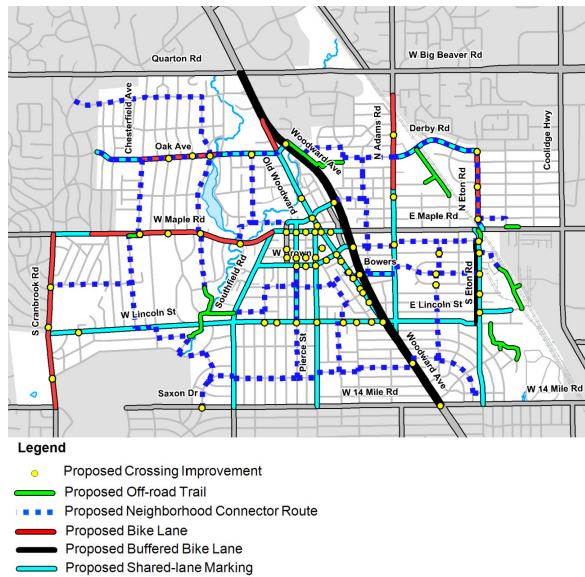 Quarton Rd
W Big Beaver Rd
Chesterfield Ave
Coolidge Hwy
N Adams Rd
Derby Rd
Woodward Ave
Oak Ave
Old Woodward
N Eton Rd
W Maple Rd
E Maple Rd
W Brown
Bowers
S Cranbrook Rd
Southfield Rd
S Eton Rd
W Lincoln St
E Lincoln St
Pierce St
Woodward Ave
Saxon Dr
W 14 Mile Rd
W 14 Mile Rd
Legend
Proposed Crossing Improvement
Proposed Off-road Trail
Proposed Neighborhood Connector Route
Proposed Bike Lane
Proposed Buffered Bike Lane
Proposed Shared-lane Marking